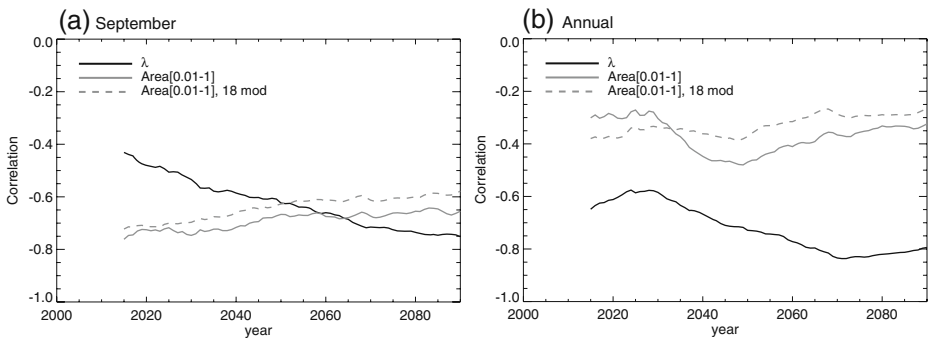 (a) September
0.0
-0.2
-0.4
-0.6
-0.8
-1.0
Correlation
λ
Area[0.01-1]
Area[0.01-1], 18 mod
2000 2020 2040 2060 2080
year
(b) Annual
0.0
-0.2
-0.4
-0.6
-0.8
-1.0
Correlation
λ
Area[0.01-1]
Area[0.01-1], 18 mod
2000 2020 2040 2060 2080
year